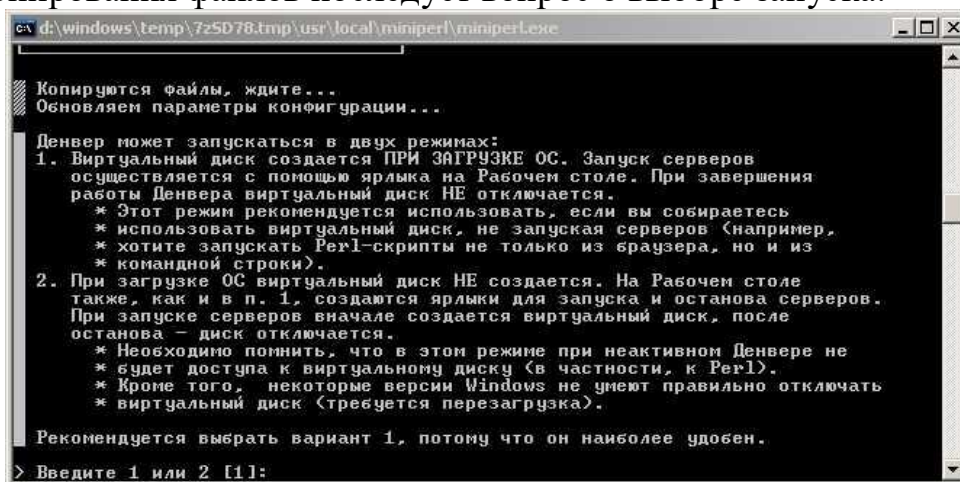 файлов последует вопрос о выборе запуска.
d:\windows\temp\7zSD78.tmp\usr\local\miniperl\miniperl.exe
Копируются файлы, ждите...
Обновляем параметры конфигурации...
Денвер может запускаться в двух режимах:
1. Виртуальный диск создается ПРИ ЗАГРУЗКЕ ОС. Запуск серверов
осуществляется с помощью ярлыка на Рабочем столе. При завершения
работы Денвера виртуальный диск НЕ отключается.
* Этот режим рекомендуется использовать, если вы собираетесь
* использовать виртуальный диск, не запуская серверов (например,
* хотите запускать Perl-скрипты не только из браузера, но и из
* командной строки).
2. При загрузке ОС виртуальный диск НЕ создается. На Рабочем столе
также, как и в п. 1, создаются ярлыки для запуска и останова серверов.
При запуске серверов вначале создается виртуальный диск, после
останова - диск отключается.
* Необходимо помнить, что в этом режиме при неактивном Денвере не
* будет доступа к виртуальному диску (в частности, к Perl).
* Кроме того, некоторые версии Windows не умеют правильно отключать
* виртуальный диск (требуется перезагрузка).
Рекомендуется выбрать вариант 1, потому что он наиболее удобен.
> Введите 1 или 2 [1]: